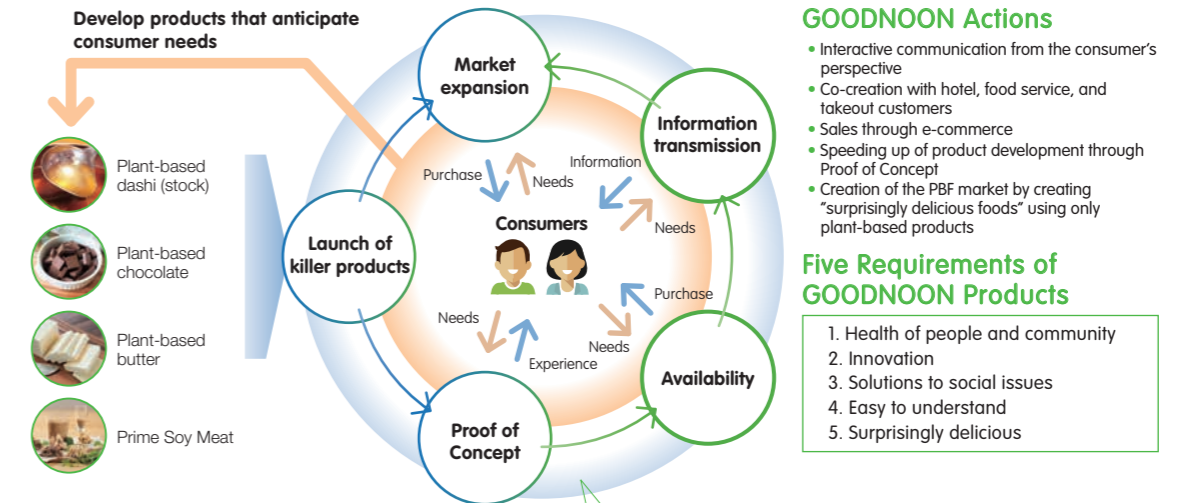 Develop products that anticipate
consumer needs
Plant-based
dashi (stock)
Plant-based
chocolate
Plant-based
butter
Prime Soy Meat
Market
expansion
Information
transmission
Launch of
killer products
Availability
Proof of
Concept
Purchase
Needs
Information
Needs
Consumers
Needs
Experience
Purchase
Needs
GOODNOON Actions
• Interactive communication from the consumer's
perspective
• Co-creation with hotel, food service, and
takeout customers
• Sales through e-commerce
• Speeding up of product development through
Proof of Concept
• Creation of the PBF market by creating
"surprisingly delicious foods" using only
plant-based products
Five Requirements of
GOODNOON Products
1. Health of people and community
2. Innovation
3. Solutions to social issues
4. Easy to understand
5. Surprisingly delicious